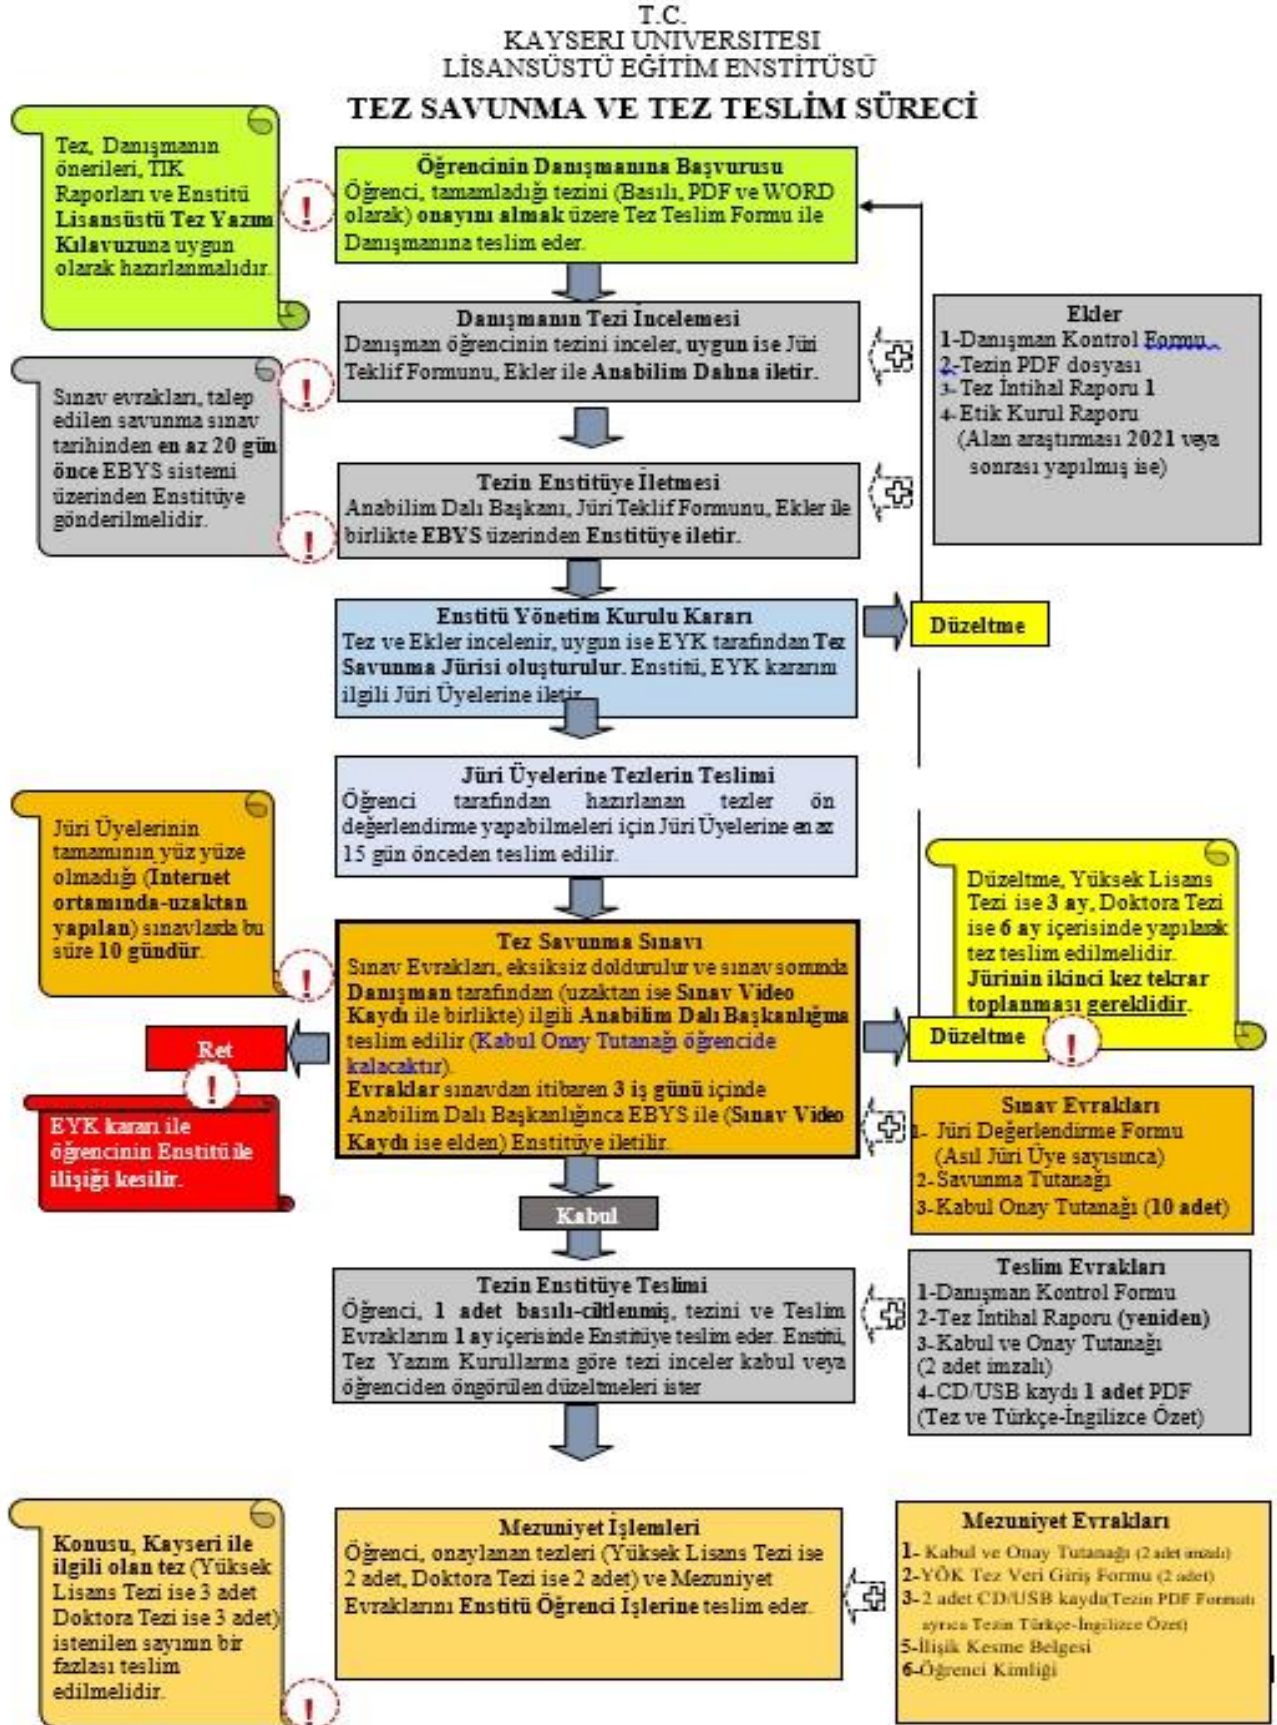 T.C.
KAYSERI UNIVERSITESI
LİSANSÜSTÜ EĞİTİM ENSTİTÜSÜ
TEZ SAVUNMA VE TEZ TESLİM SÜRECİ
Tez, Danışmanın
önerileri, TIK
Raporları ve Enstitü
Lisansüstü Tez Yazım
Kılavuzuna uygun
olarak hazırlanmalıdır.
!
Öğrencinin Danışmanına Başvurusu
Öğrenci, tamamladığı tezini (Basılı, PDF ve WORD
olarak) onayını almak üzere Tez Teslim Formu ile
Danışmanına teslim eder.
Danışmanın Tezi İncelemesi
Danışman öğrencinin tezini inceler, uygun ise Jüri
Teklif Formunu, Ekler ile Anabilim Dalına iletir.
Ekler
1-Danışman Kontrol Formu
2-Tezin PDF dosyası
3- Tez İntihal Raporu 1
4- Etik Kurul Raporu
(Alan araştırması 2021 veya
sonrası yapılmış ise)
Sınav evrakları, talep
edilen savunma sınav
tarihinden en az 20 gün
önce EBYS sistemi
üzerinden Enstitüye
gönderilmelidir.
!
!
Tezin Enstitüye İletmesi
Anabilim Dalı Başkanı, Jüri Teklif Formunu, Ekler ile
birlikte EBYS üzerinden Enstitüye iletir.
Enstitü Yönetim Kurulu Kararı
Tez ve Ekler incelenir, uygun ise EYK tarafından Tez
Savunma Jürisi oluşturulur. Enstitü, EYK kararını
ilgili Jüri Üyelerine iletir.
Düzeltme
Jüri Üyelerine Tezlerin Teslimi
Öğrenci tarafından hazırlanan tezler ön
değerlendirme yapabilmeleri için Jüri Üyelerine en az
15 gün önceden teslim edilir.
Jüri Üyelerinin
tamamının yüz yüze
olmadığı (İnternet
ortamında-uzaktan
yapılan) sınavlarda bu
süre 10 gündür.
!
Düzeltme, Yüksek Lisans
Tezi ise 3 ay, Doktora Tezi
ise 6 ay içerisinde yapılarak
tez teslim edilmelidir.
Jürinin ikinci kez tekrar
toplanması gereklidir.
Tez Savunma Sınavı
Sınav Evrakları, eksiksiz doldurulur ve sınav sonunda
Danışman tarafından (uzaktan ise Sınav Video
Kaydı ile birlikte) ilgili Anabilim Dalı Başkanlığına
teslim edilir (Kabul Onay Tutanağı öğrencide
kalacaktır).
Evraklar sınavdan itibaren 3 iş günü içinde
Anabilim Dalı Başkanlığınca EBYS ile (Sınav Video
Kaydı ise elden) Enstitüye iletilir.
Düzeltme
!
Ret
!
EYK kararı ile
öğrencinin Enstitü ile
ilişiği kesilir.
Sınav Evrakları
1- Jüri Değerlendirme Formu
(Asıl Jüri Üye sayısınca)
2-Savunma Tutanağı
3-Kabul Onay Tutanağı (10 adet)
Kabul
Tezin Enstitüye Teslimi
Öğrenci, 1 adet basılı-ciltlenmiş, tezini ve Teslim
Evraklarını 1 ay içerisinde Enstitüye teslim eder. Enstitü,
Tez Yazım Kurullarına göre tezi inceler kabul veya
öğrenciden öngörülen düzeltmeleri ister
Teslim Evrakları
1-Danışman Kontrol Formu
2-Tez İntihal Raporu (yeniden)
3-Kabul ve Onay Tutanağı
(2 adet imzalı)
4-CD/USB kaydı 1 adet PDF
(Tez ve Türkçe-İngilizce Özet)
Konusu, Kayseri ile
ilgili olan tez (Yüksek
Lisans Tezi ise 3 adet
Doktora Tezi ise 3 adet)
istenilen sayının bir
fazlası teslim
edilmelidir.
!
Mezuniyet İşlemleri
Öğrenci, onaylanan tezleri (Yüksek Lisans Tezi ise
2 adet, Doktora Tezi ise 2 adet) ve Mezuniyet
Evraklarını Enstitü Öğrenci İşlerine teslim eder.
Mezuniyet Evrakları
1- Kabul ve Onay Tutanağı (2 adet imzalı)
2-YÖK Tez Veri Giriş Formu (2 adet)
3- 2 adet CD/USB kaydı(Tezin PDF Formatı
ayrıca Tezin Türkçe-İngilizce Özet)
5-İlişik Kesme Belgesi
6-Öğrenci Kimliği